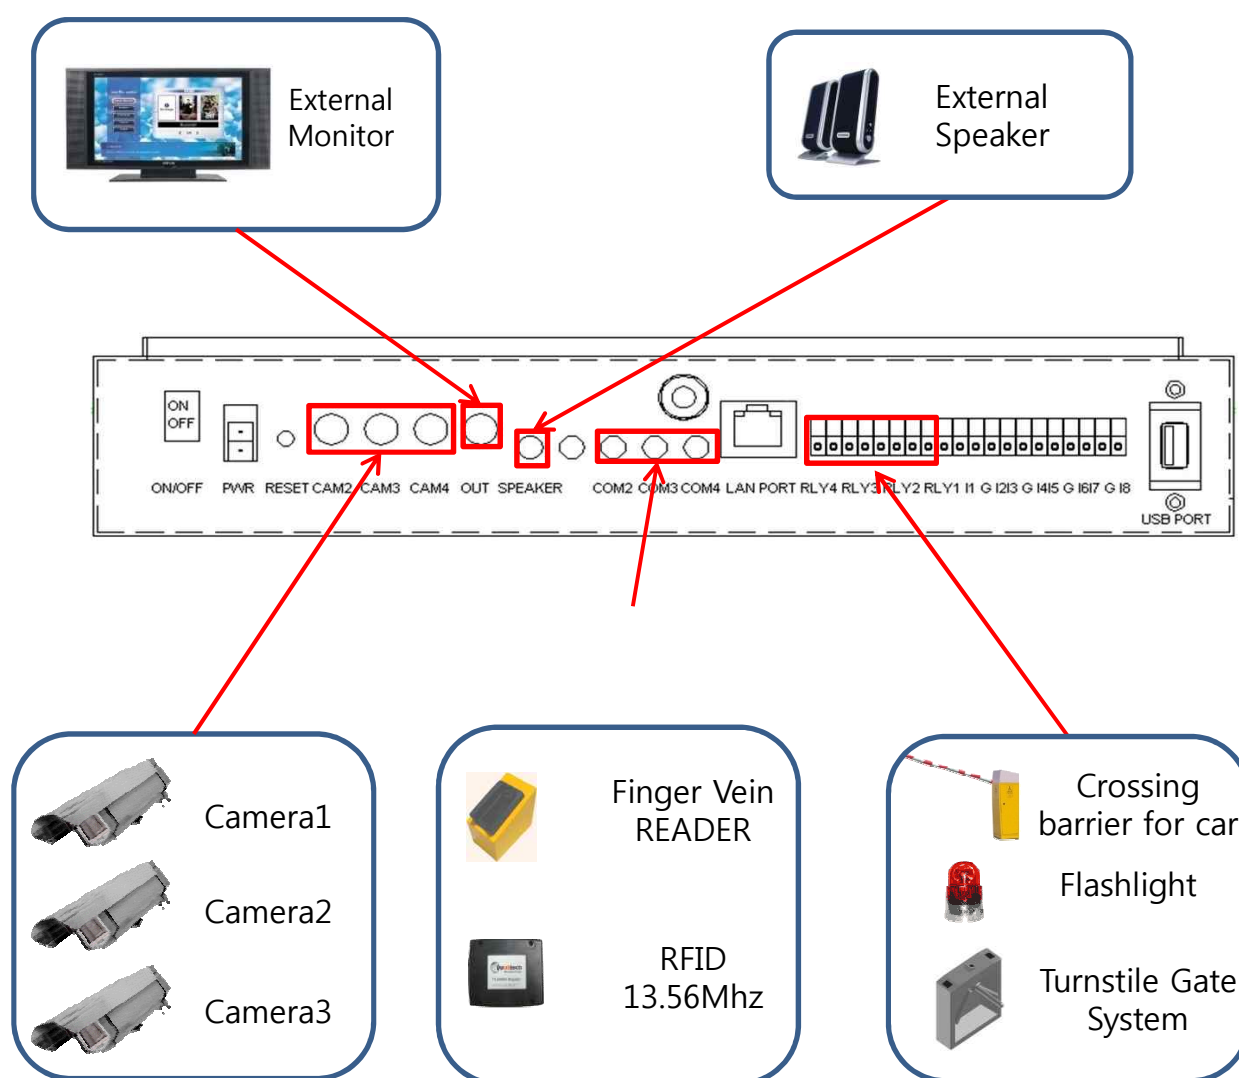 External
Monitor
External
Speaker
ON
OFF
ON/OFF PWR RESET CAM2 CAM3 CAM4 OUT SPEAKER COM2 COM3 COM4 LAN PORT RLY4 RLY3 RLY2 RLY1 I1 G I2I3 G I4I5 G I6I7 G I8
USB PORT
Camera1
Camera2
Camera3
Finger Vein
READER
RFID
13.56Mhz
Crossing
barrier for car
Flashlight
Turnstile Gate
System